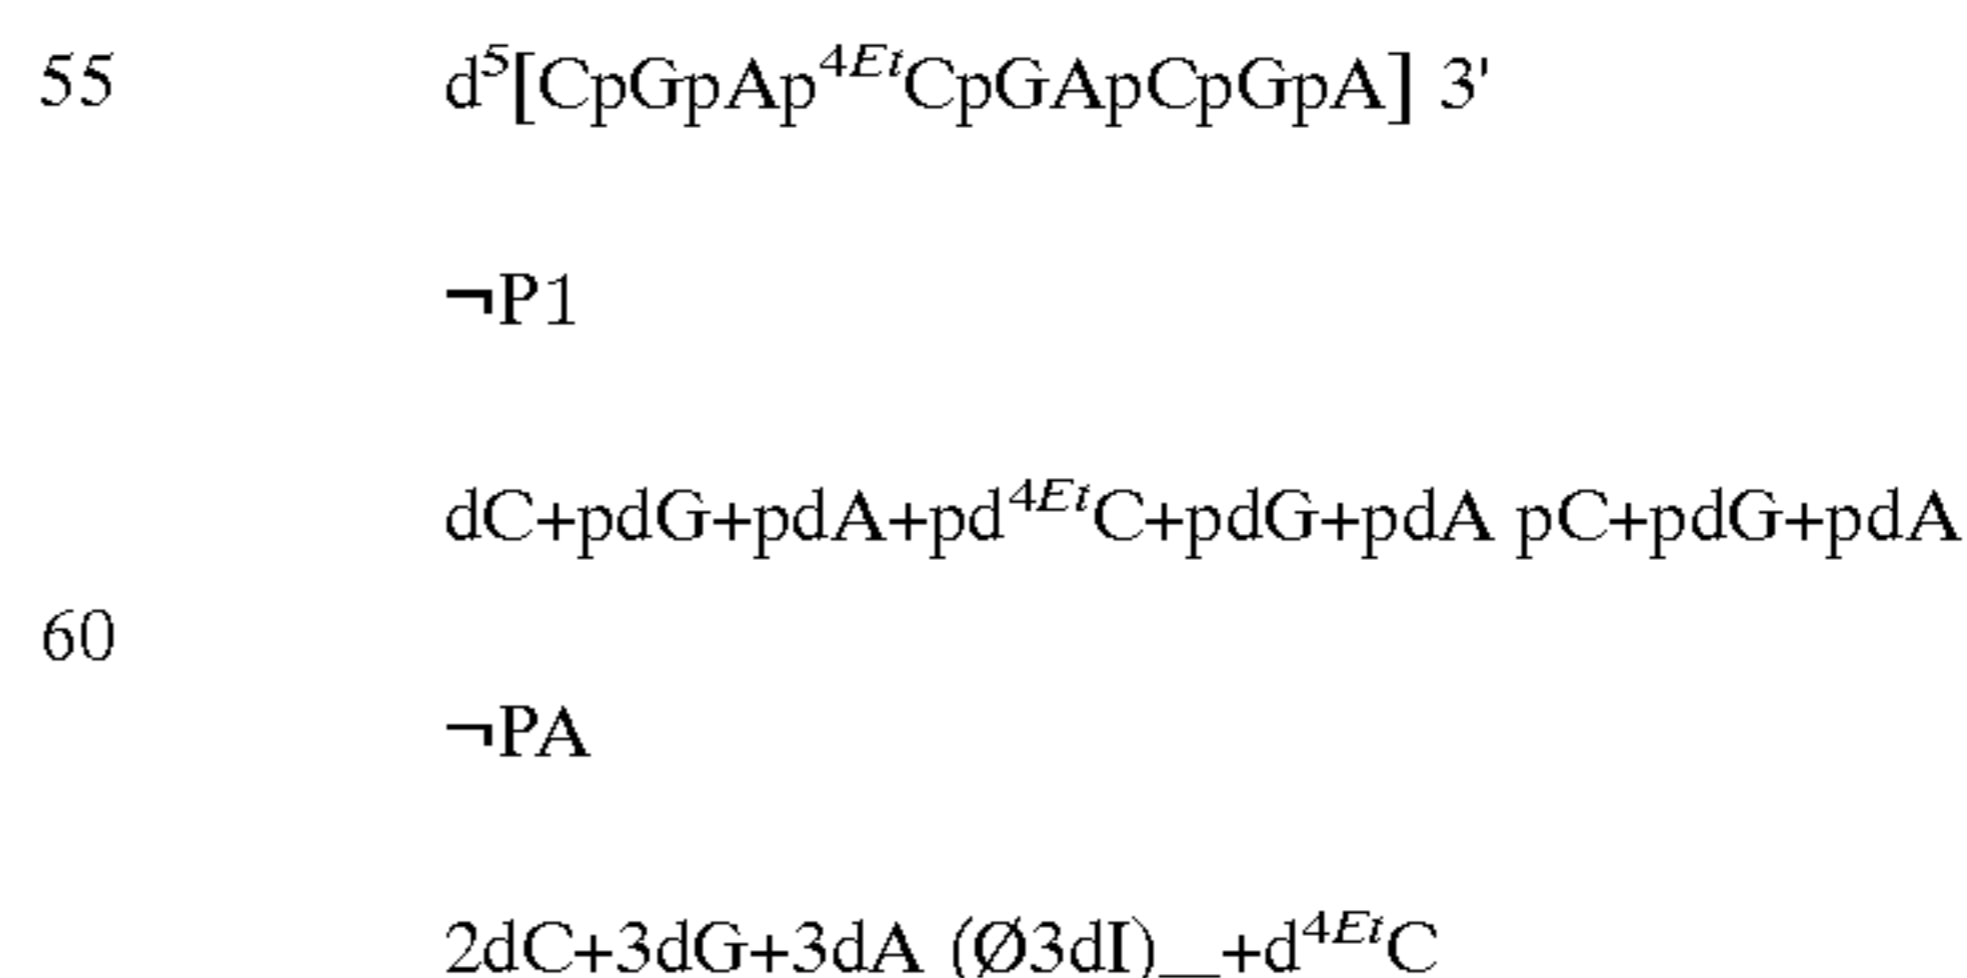 55 d⁵[CpGpAp⁴ᴱᵗCpGApCpGpA] 3'
¬P1
dC+pdG+pdA+pd⁴ᴱᵗC+pdG+pdA pC+pdG+pdA
60
¬PA
2dC+3dG+3dA (Ø3dI)__+d⁴ᴱᵗC